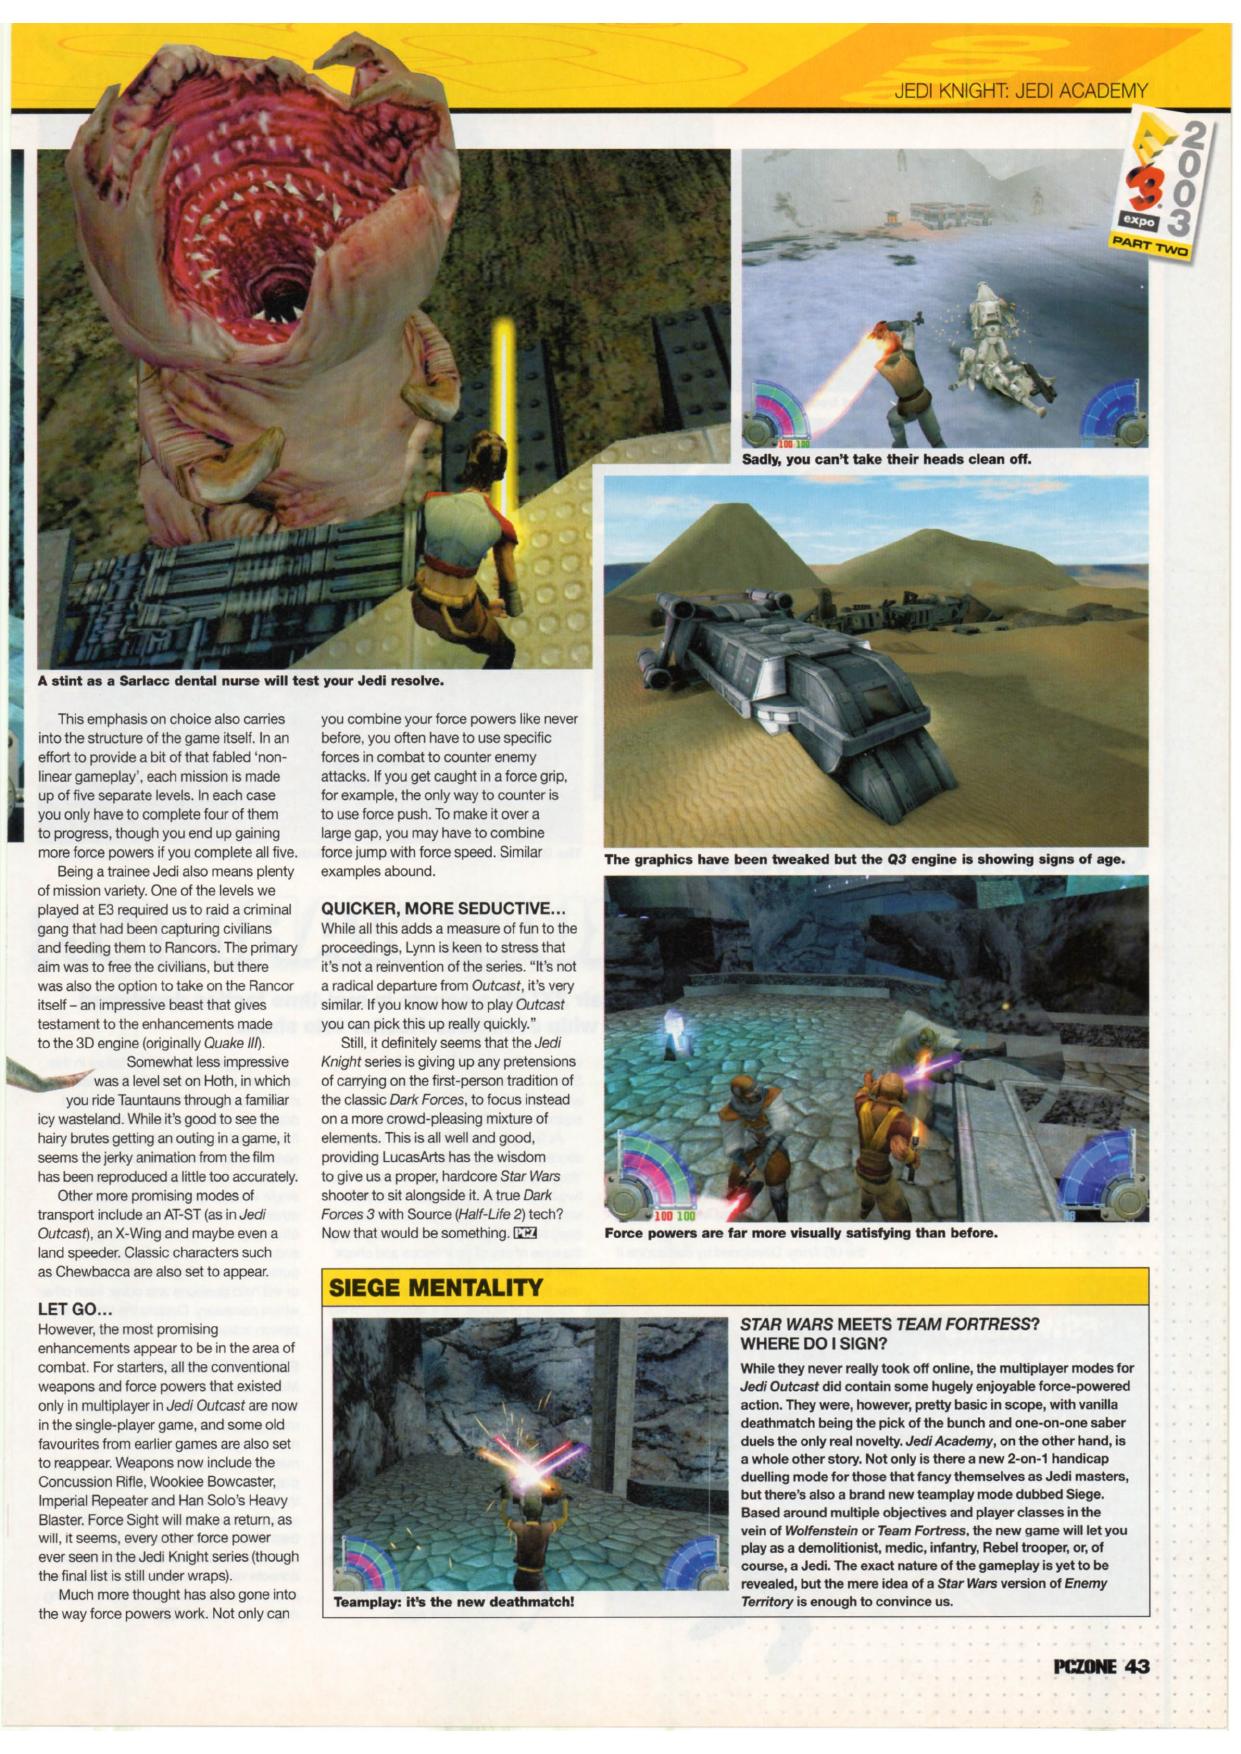 JEDI KNIGHT: JEDI ACADEMY
E3
expo
2003
PART TWO
100 100
Sadly, you can't take their heads clean off.
A stint as a Sarlacc dental nurse will test your Jedi resolve.
The graphics have been tweaked but the Q3 engine is showing signs of age.
100 100
Force powers are far more visually satisfying than before.
This emphasis on choice also carries
into the structure of the game itself. In an
effort to provide a bit of that fabled 'non-
linear gameplay', each mission is made
up of five separate levels. In each case
you only have to complete four of them
to progress, though you end up gaining
more force powers if you complete all five.
Being a trainee Jedi also means plenty
of mission variety. One of the levels we
played at E3 required us to raid a criminal
gang that had been capturing civilians
and feeding them to Rancors. The primary
aim was to free the civilians, but there
was also the option to take on the Rancor
itself – an impressive beast that gives
testament to the enhancements made
to the 3D engine (originally Quake III).
Somewhat less impressive
was a level set on Hoth, in which
you ride Tauntauns through a familiar
icy wasteland. While it's good to see the
hairy brutes getting an outing in a game, it
seems the jerky animation from the film
has been reproduced a little too accurately.
Other more promising modes of
transport include an AT-ST (as in Jedi
Outcast), an X-Wing and maybe even a
land speeder. Classic characters such
as Chewbacca are also set to appear.
LET GO...
However, the most promising
enhancements appear to be in the area of
combat. For starters, all the conventional
weapons and force powers that existed
only in multiplayer in Jedi Outcast are now
in the single-player game, and some old
favourites from earlier games are also set
to reappear. Weapons now include the
Concussion Rifle, Wookiee Bowcaster,
Imperial Repeater and Han Solo's Heavy
Blaster. Force Sight will make a return, as
will, it seems, every other force power
ever seen in the Jedi Knight series (though
the final list is still under wraps).
Much more thought has also gone into
the way force powers work. Not only can
you combine your force powers like never
before, you often have to use specific
forces in combat to counter enemy
attacks. If you get caught in a force grip,
for example, the only way to counter is
to use force push. To make it over a
large gap, you may have to combine
force jump with force speed. Similar
examples abound.
QUICKER, MORE SEDUCTIVE...
While all this adds a measure of fun to the
proceedings, Lynn is keen to stress that
it's not a reinvention of the series. "It's not
a radical departure from Outcast, it's very
similar. If you know how to play Outcast
you can pick this up really quickly."
Still, it definitely seems that the Jedi
Knight series is giving up any pretensions
of carrying on the first-person tradition of
the classic Dark Forces, to focus instead
on a more crowd-pleasing mixture of
elements. This is all well and good,
providing LucasArts has the wisdom
to give us a proper, hardcore Star Wars
shooter to sit alongside it. A true Dark
Forces 3 with Source (Half-Life 2) tech?
Now that would be something. PCZ
SIEGE MENTALITY
Teamplay: it's the new deathmatch!
STAR WARS MEETS TEAM FORTRESS?
WHERE DO I SIGN?
While they never really took off online, the multiplayer modes for
Jedi Outcast did contain some hugely enjoyable force-powered
action. They were, however, pretty basic in scope, with vanilla
deathmatch being the pick of the bunch and one-on-one saber
duels the only real novelty. Jedi Academy, on the other hand, is
a whole other story. Not only is there a new 2-on-1 handicap
duelling mode for those that fancy themselves as Jedi masters,
but there's also a brand new teamplay mode dubbed Siege.
Based around multiple objectives and player classes in the
vein of Wolfenstein or Team Fortress, the new game will let you
play as a demolitionist, medic, infantry, Rebel trooper, or, of
course, a Jedi. The exact nature of the gameplay is yet to be
revealed, but the mere idea of a Star Wars version of Enemy
Territory is enough to convince us.
PCZONE 43